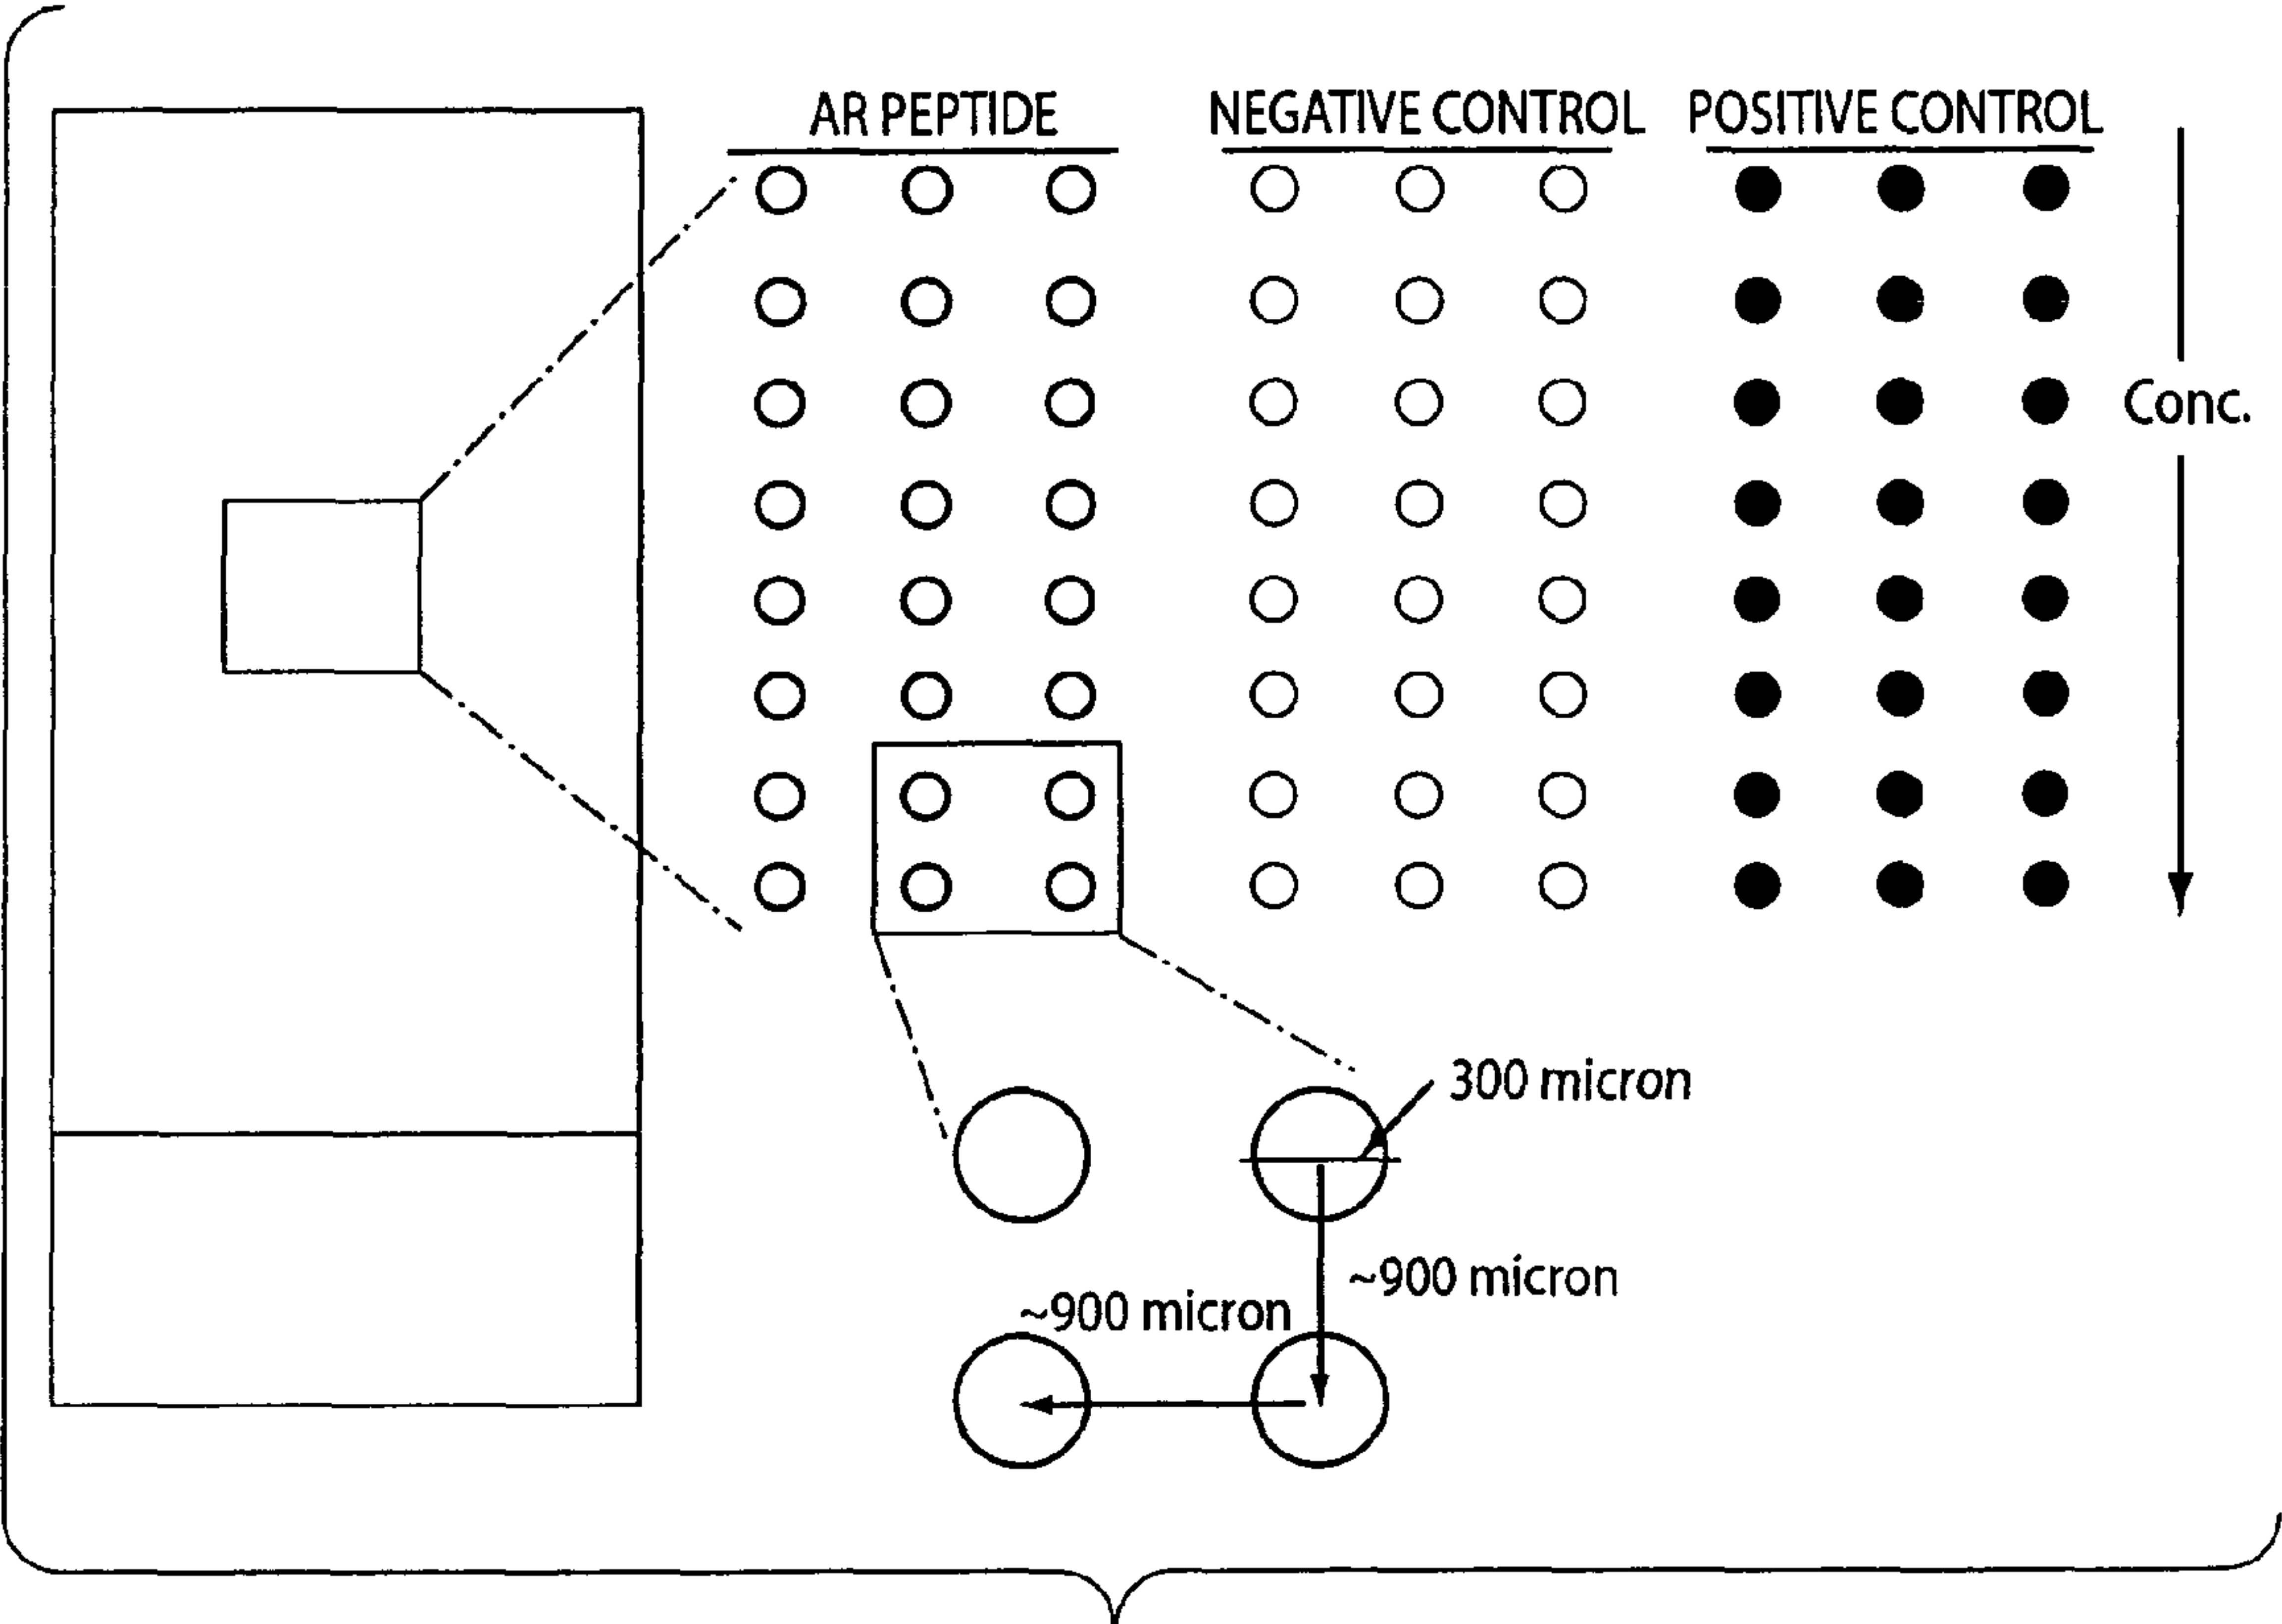 AR PEPTIDE
NEGATIVE CONTROL
POSITIVE CONTROL
Conc.
300 micron
~900 micron
~900 micron